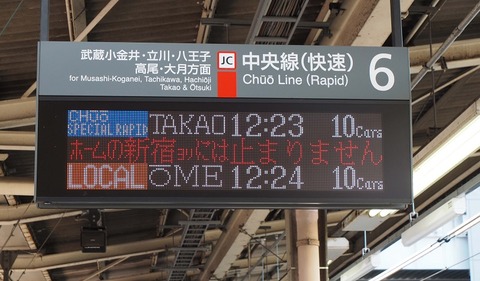 武蔵小金井・立川・八王子
高尾・大月方面
for Musashi-Koganei, Tachikawa, Hachiōji
Takao & Ōtsuki
JC
中央線(快速)
Chūō Line (Rapid)
6
CHŪŌ
SPECIAL RAPID
TAKAO 12:23 10Cars
ホームの新宿ヨリには止まりません
LOCAL ŌME 12:24 10Cars